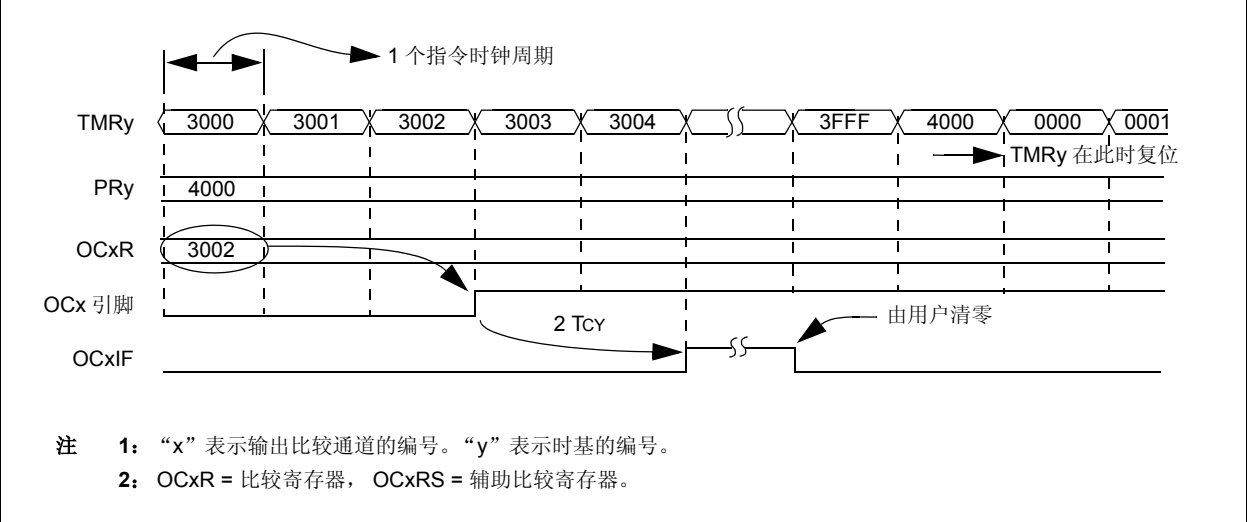 1 个指令时钟周期
TMRy 3000 3001 3002 3003 3004 3FFF 4000 0000 0001
TMRy 在此时复位
PRy 4000
OCxR 3002
OCx 引脚
2 TCY
由用户清零
OCxIF
注 1：“x”表示输出比较通道的编号。“y”表示时基的编号。
2： OCxR = 比较寄存器， OCxRS = 辅助比较寄存器。